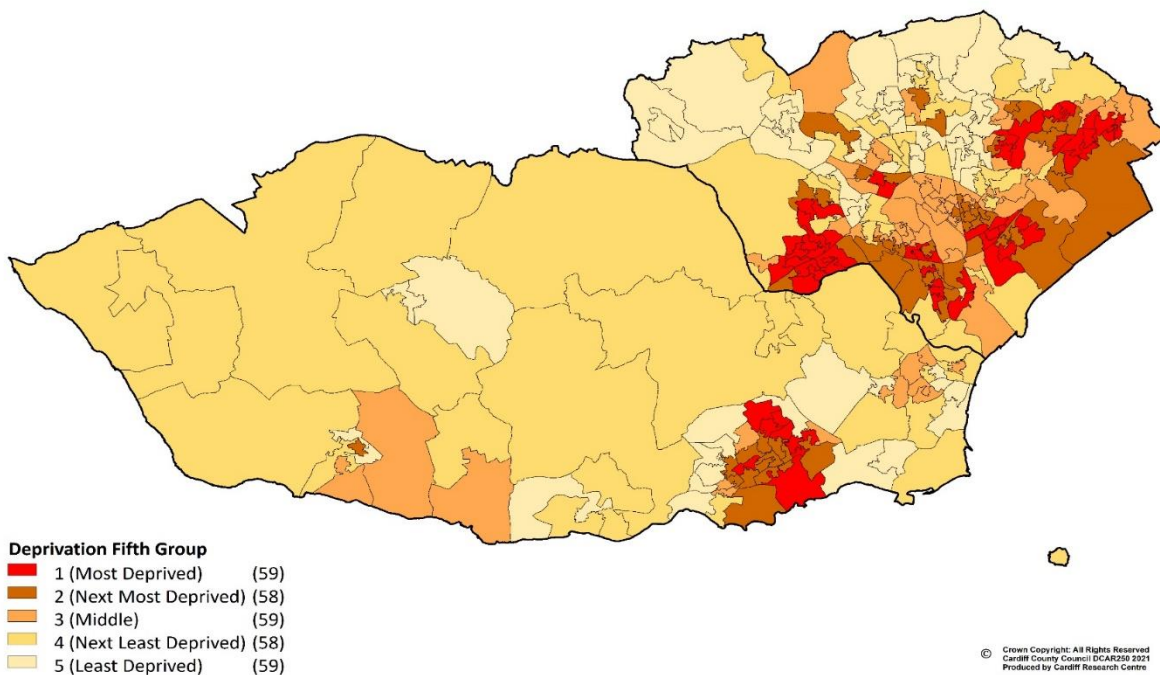 Deprivation Fifth Group
1 (Most Deprived) (59)
2 (Next Most Deprived) (58)
3 (Middle) (59)
4 (Next Least Deprived) (58)
5 (Least Deprived) (59)
© Crown Copyright: All Rights Reserved
Cardiff County Council DCAR250 2021
Produced by Cardiff Research Centre